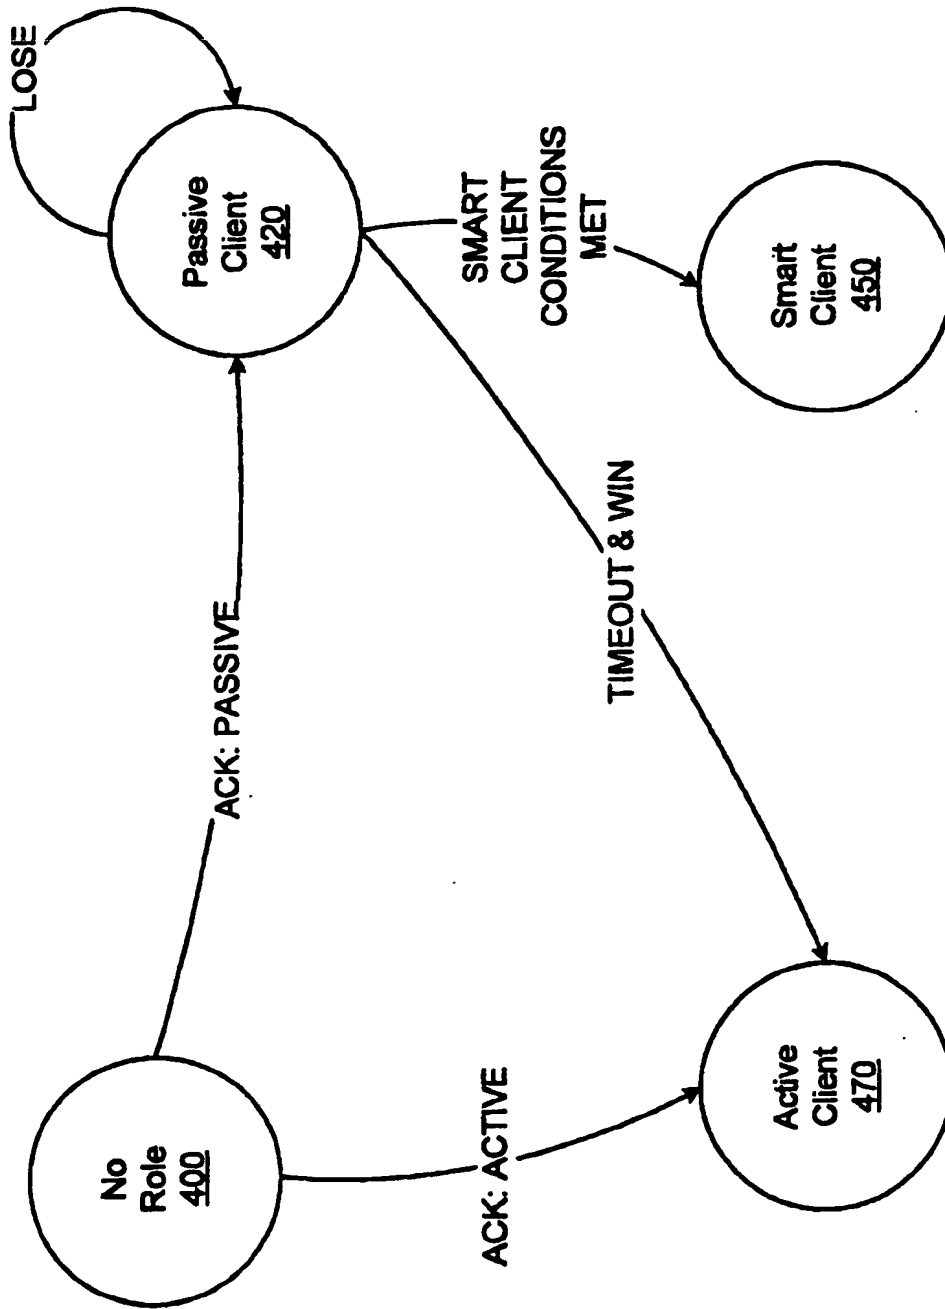 No
Role
400
ACK: PASSIVE
Passive
Client
420
LOSE
ACK: ACTIVE
TIMEOUT & WIN
SMART
CLIENT
CONDITIONS
MET
Active
Client
470
Smart
Client
450